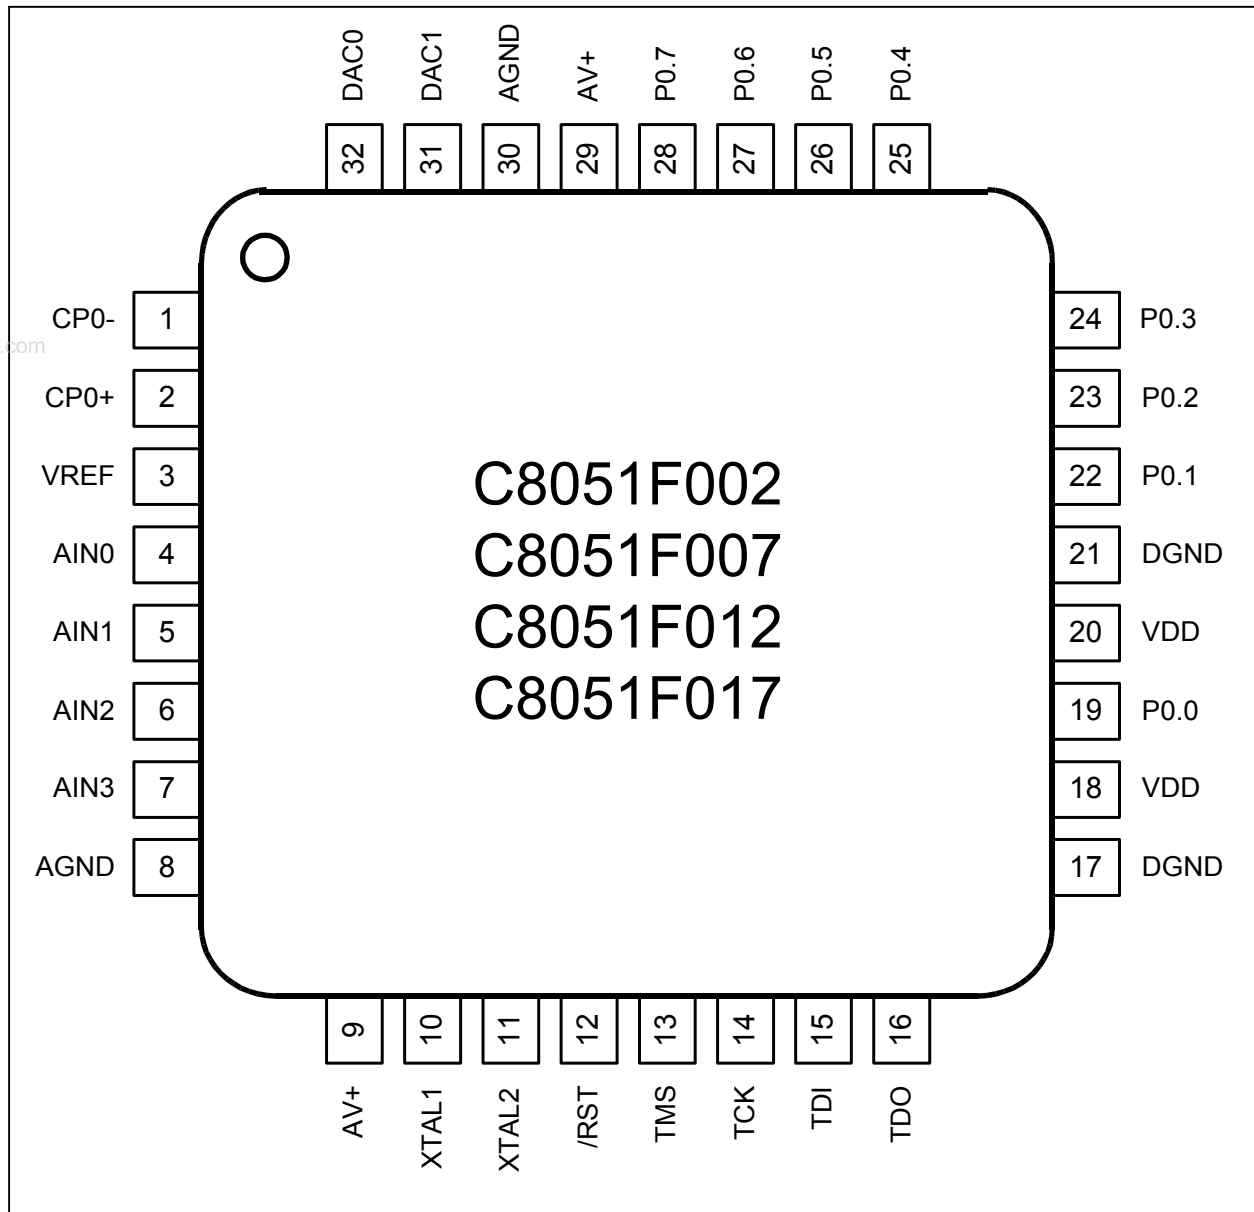 DAC0 DAC1 AGND AV+ P0.7 P0.6 P0.5 P0.4
32 31 30 29 28 27 26 25
CP0- 1 24 P0.3
.com
CP0+ 2 23 P0.2
VREF 3 22 P0.1
C8051F002
AIN0 4 21 DGND
C8051F007
AIN1 5 20 VDD
C8051F012
AIN2 6 19 P0.0
C8051F017
AIN3 7 18 VDD
AGND 8 17 DGND
9 10 11 12 13 14 15 16
AV+ XTAL1 XTAL2 /RST TMS TCK TDI TDO